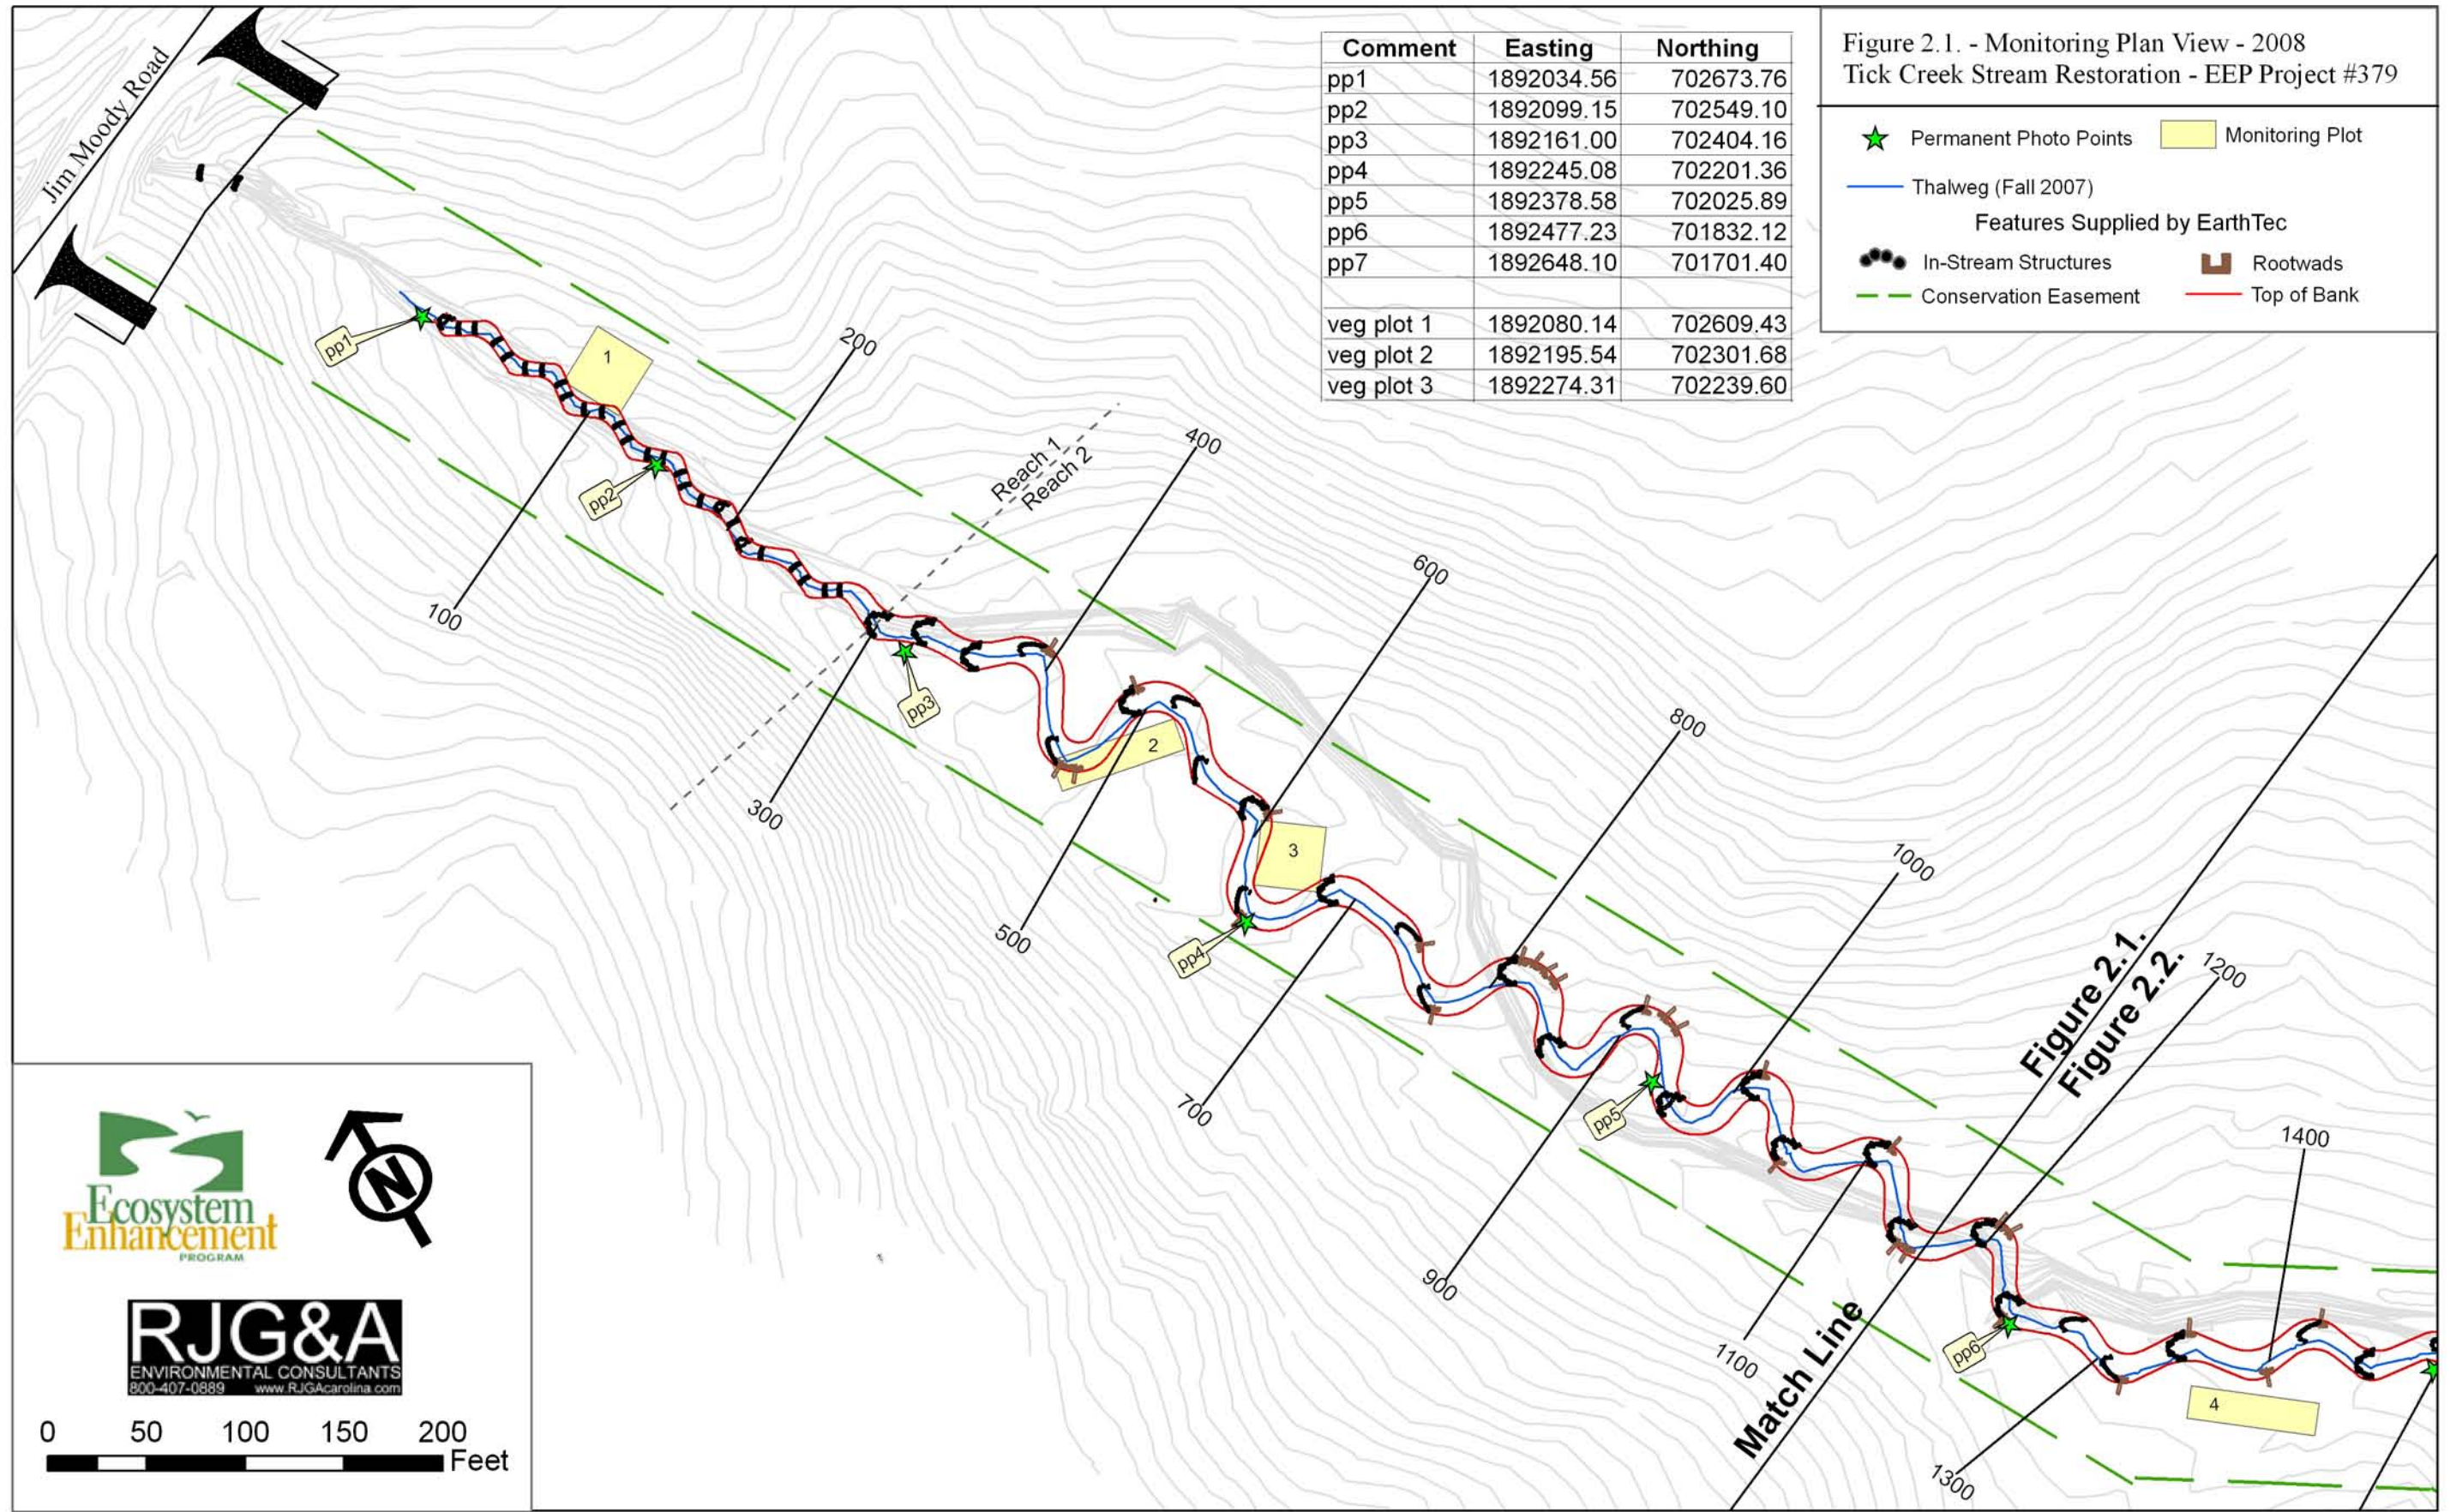 Figure 2.1. - Monitoring Plan View - 2008
Tick Creek Stream Restoration - EEP Project #379
Permanent Photo Points
Monitoring Plot
Thalweg (Fall 2007)
Features Supplied by EarthTec
In-Stream Structures
Rootwads
Conservation Easement
Top of Bank
Comment Easting Northing
pp1 1892034.56 702673.76
pp2 1892099.15 702549.10
pp3 1892161.00 702404.16
pp4 1892245.08 702201.36
pp5 1892378.58 702025.89
pp6 1892477.23 701832.12
pp7 1892648.10 701701.40
veg plot 1 1892080.14 702609.43
veg plot 2 1892195.54 702301.68
veg plot 3 1892274.31 702239.60
Jim Moody Road
pp1
1
200
pp2
100
Reach 1
Reach 2
400
pp3
300
600
2
500
3
800
pp4
700
1000
pp5
900
Figure 2.1.
Figure 2.2.
1200
1100
Match Line
1400
pp6
4
1300
N
Ecosystem
Enhancement
PROGRAM
RJG&A
ENVIRONMENTAL CONSULTANTS
800-407-0889 www.RJGAcarolina.com
0 50 100 150 200
Feet